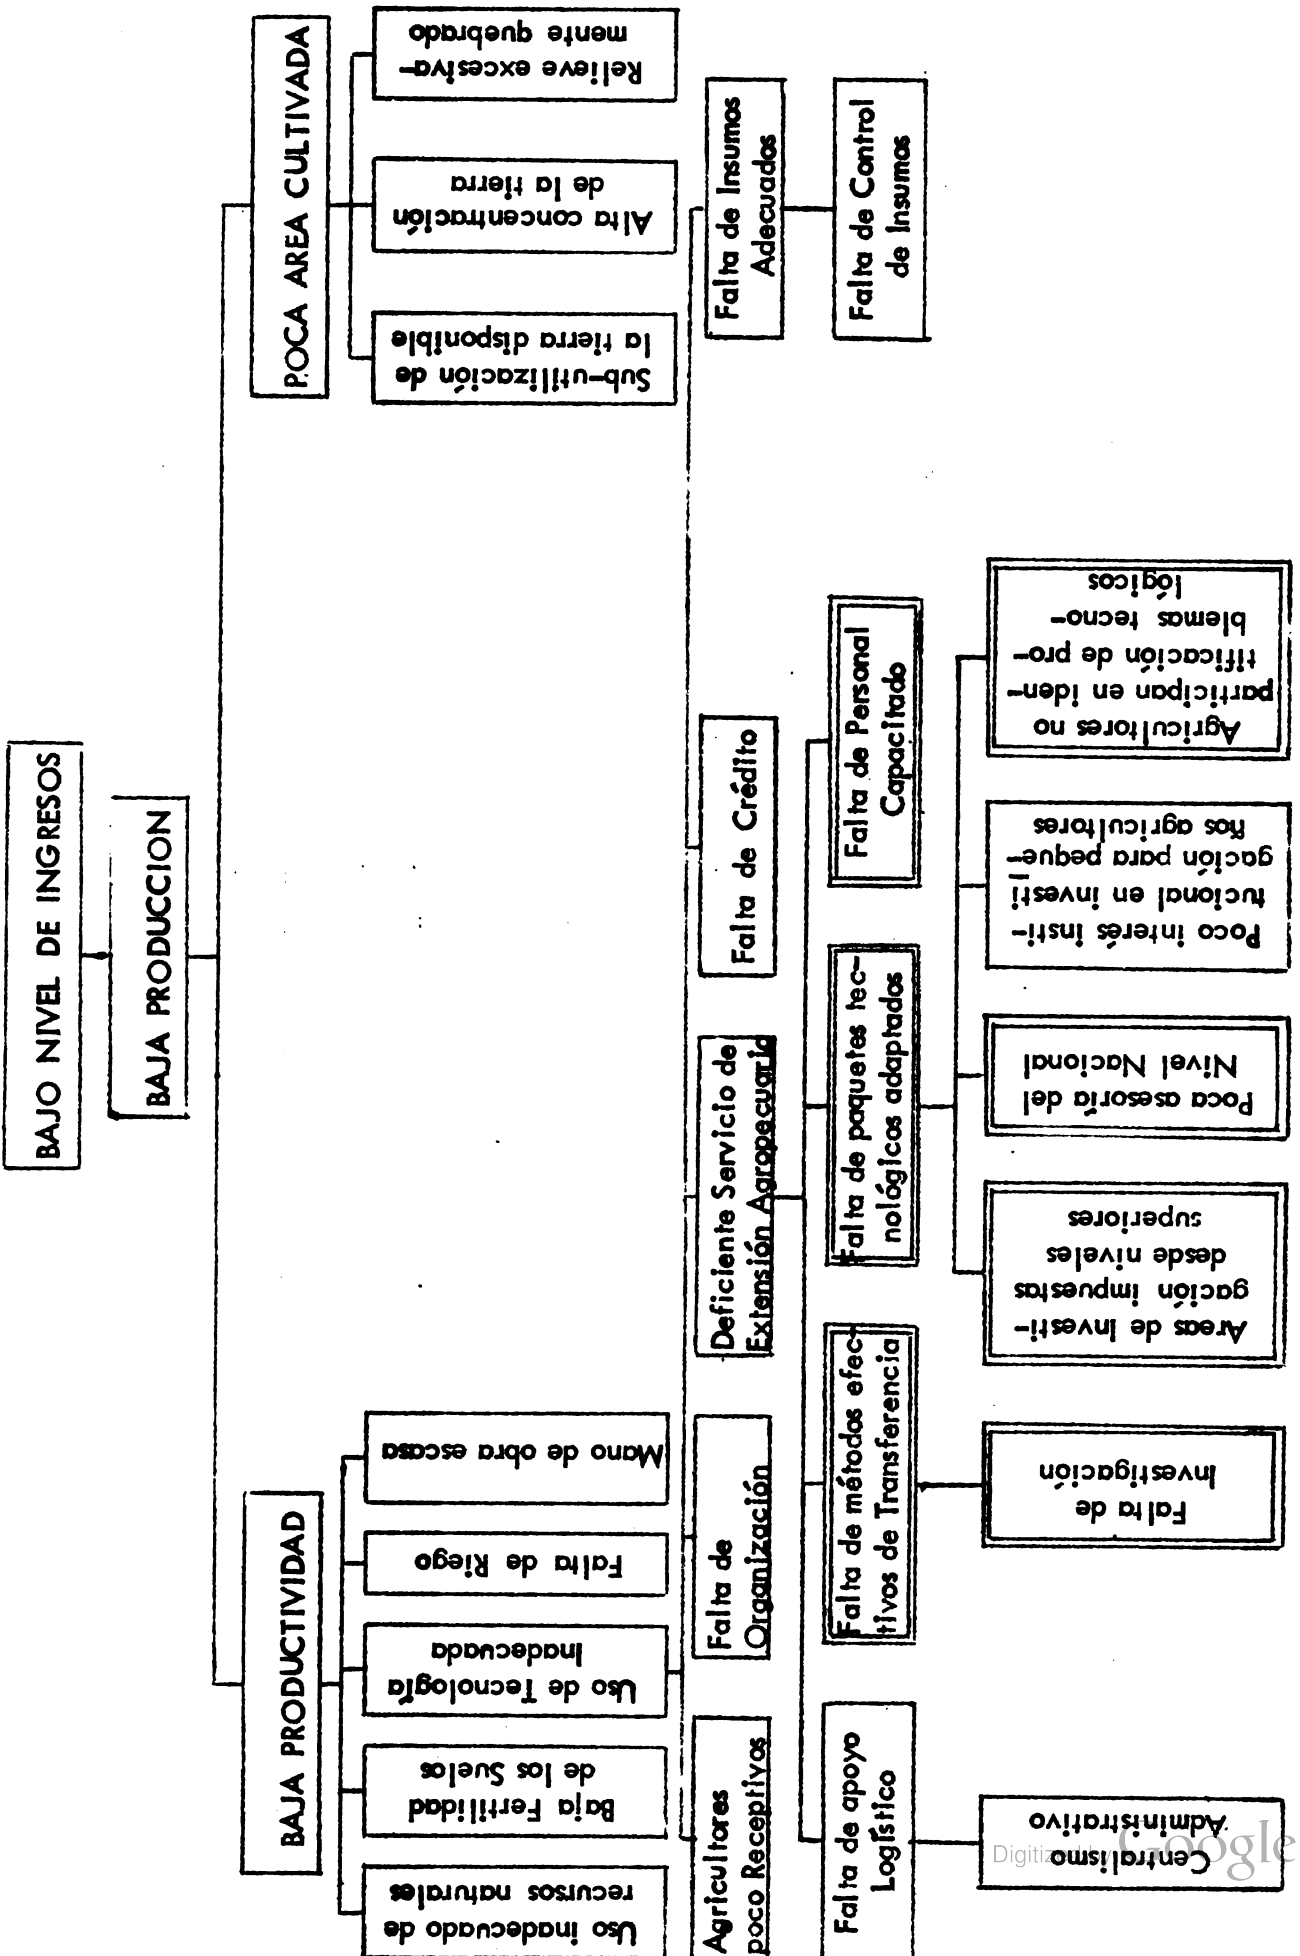 BAJO NIVEL DE INGRESOS
BAJA PRODUCCION
BAJA PRODUCTIVIDAD
POCA AREA CULTIVADA
Uso inadecuado de
recursos naturales
Baja Fertilidad
de los Suelos
Uso de Tecnología
Inadecuada
Falta de Riego
Mano de obra escasa
Sub-utilización de
la tierra disponible
Alta concentración
de la tierra
Relieve excesiva-
mente quebrado
Agricultores
poco Receptivos
Falta de
Organización
Deficiente Servicio de
Extensión Agropecuaria
Falta de Crédito
Falta de Insumos
Adecuados
Falta de apoyo
Logístico
Falta de métodos efec-
tivos de Transferencia
Falta de paquetes tec-
nológicos adaptados
Falta de Personal
Capacitado
Falta de Control
de Insumos
Centralismo
Administrativo
Falta de
Investigación
Areas de Investi-
gación impuestas
desde niveles
superiores
Poca asesoría del
Nivel Nacional
Poco interés insti-
tucional en investi
gación para peque-
ños agricultores
Agricultores no
participan en iden-
tificación de pro-
blemas tecno-
lógicos
Digitized by Google